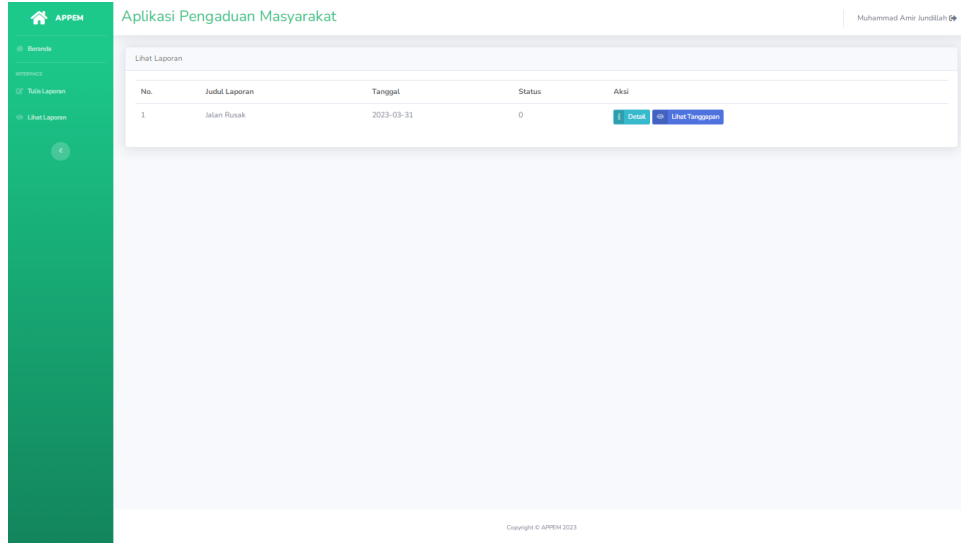 APPEM
Aplikasi Pengaduan Masyarakat
Muhammad Amir Jundillah
Beranda
INTERFACE
Tulis Laporan
Lihat Laporan
Lihat Laporan
No. Judul Laporan Tanggal Status Aksi
1 Jalan Rusak 2023-03-31 0 Detail Lihat Tanggapan
Copyright © APPEM 2023